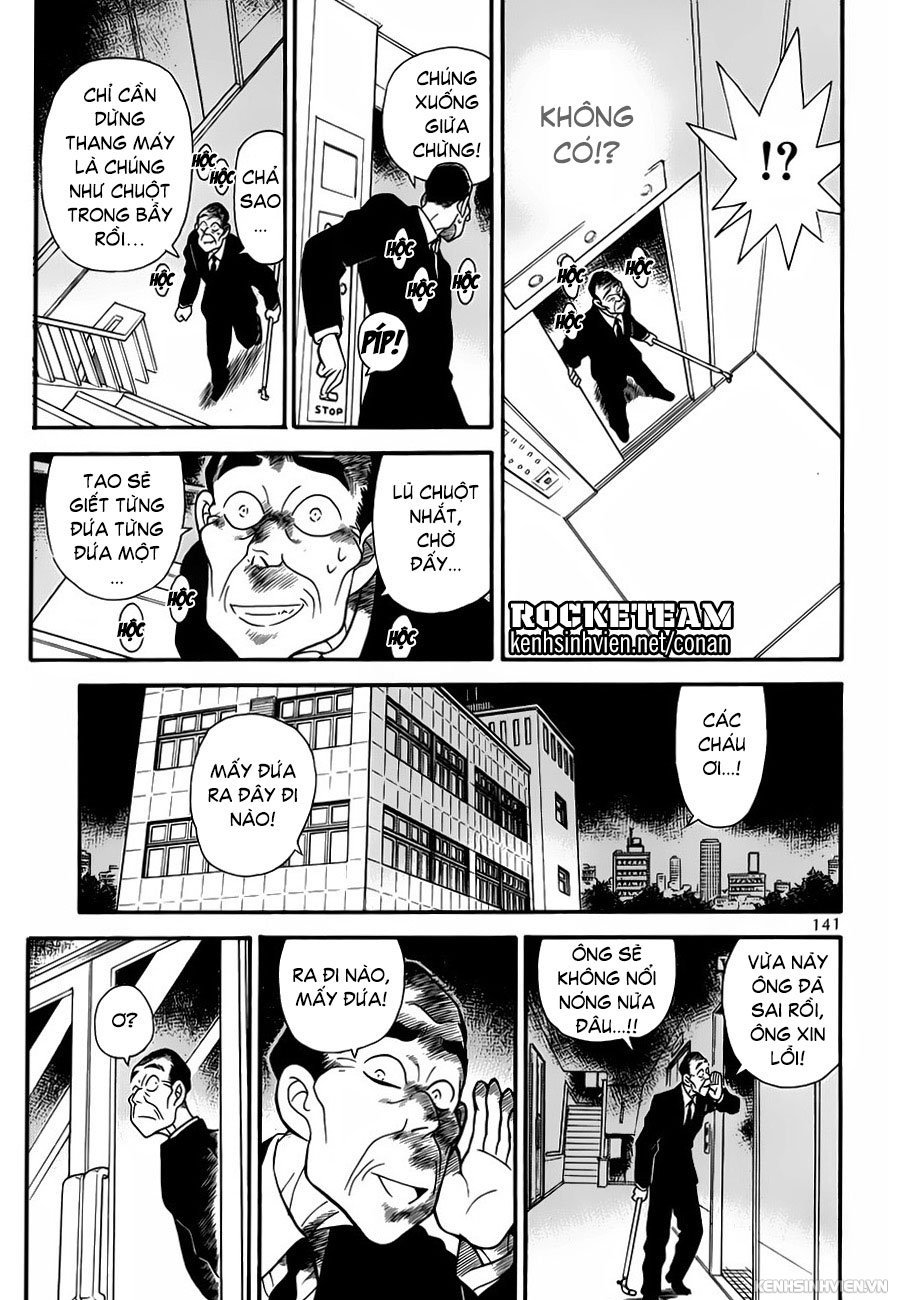 !?
KHÔNG
CÓ!?
HỘC
HỘC
HỘC
CHÚNG
XUỐNG
GIỮA
CHỪNG!
HỘC
HỘC
HỘC
PÍP!
STOP
CHẢ
SAO
...
CHỈ CẦN
DỪNG
THANG MÁY
LÀ CHÚNG
NHƯ CHUỘT
TRONG BẦY
RỒI...
HỘC
HỘC
HỘC
LŨ CHUỘT
NHẮT,
CHỜ
ĐẤY...
TAO SẼ
GIẾT TỪNG
ĐỨA TỪNG
ĐỨA MỘT
...
HỘC
HỘC
HỘC
ROCKETEAM
kenhsinhvien.net/conan
CÁC
CHÁU
ƠI...!
MẤY ĐỨA
RA ĐÂY ĐI
NÀO!
141
VỪA NÃY
ÔNG ĐÃ
SAI RỒI,
ÔNG XIN
LỖI!
ÔNG SẼ
KHÔNG NỔI
NÓNG NỮA
ĐÂU...!!
RA ĐI NÀO,
MẤY ĐỨA!
Ơ?
KENHSINHVIEN.VN